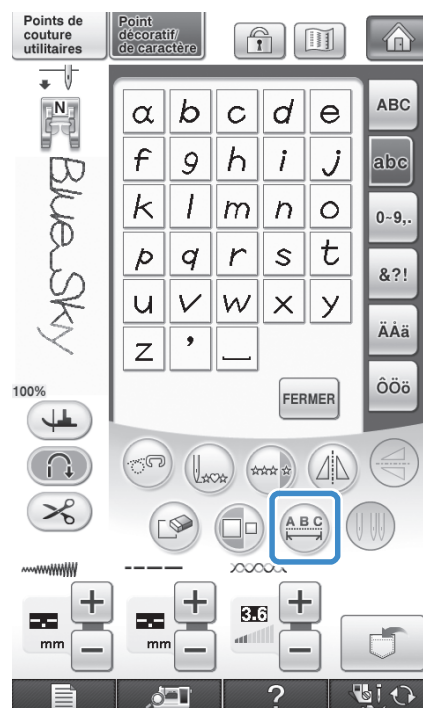 Points de
couture
utilitaires
Point
décoratif/
de caractère
N
Blue_Sky
100%
a b c d e
f g h i j
k l m n o
p q r s t
u v w x y
z ’ _
FERMER
ABC
abc
0~9,.
&?!
ÄÅä
ÔÖö
ABC
mm
+
−
mm
+
−
3.6
+
−
?